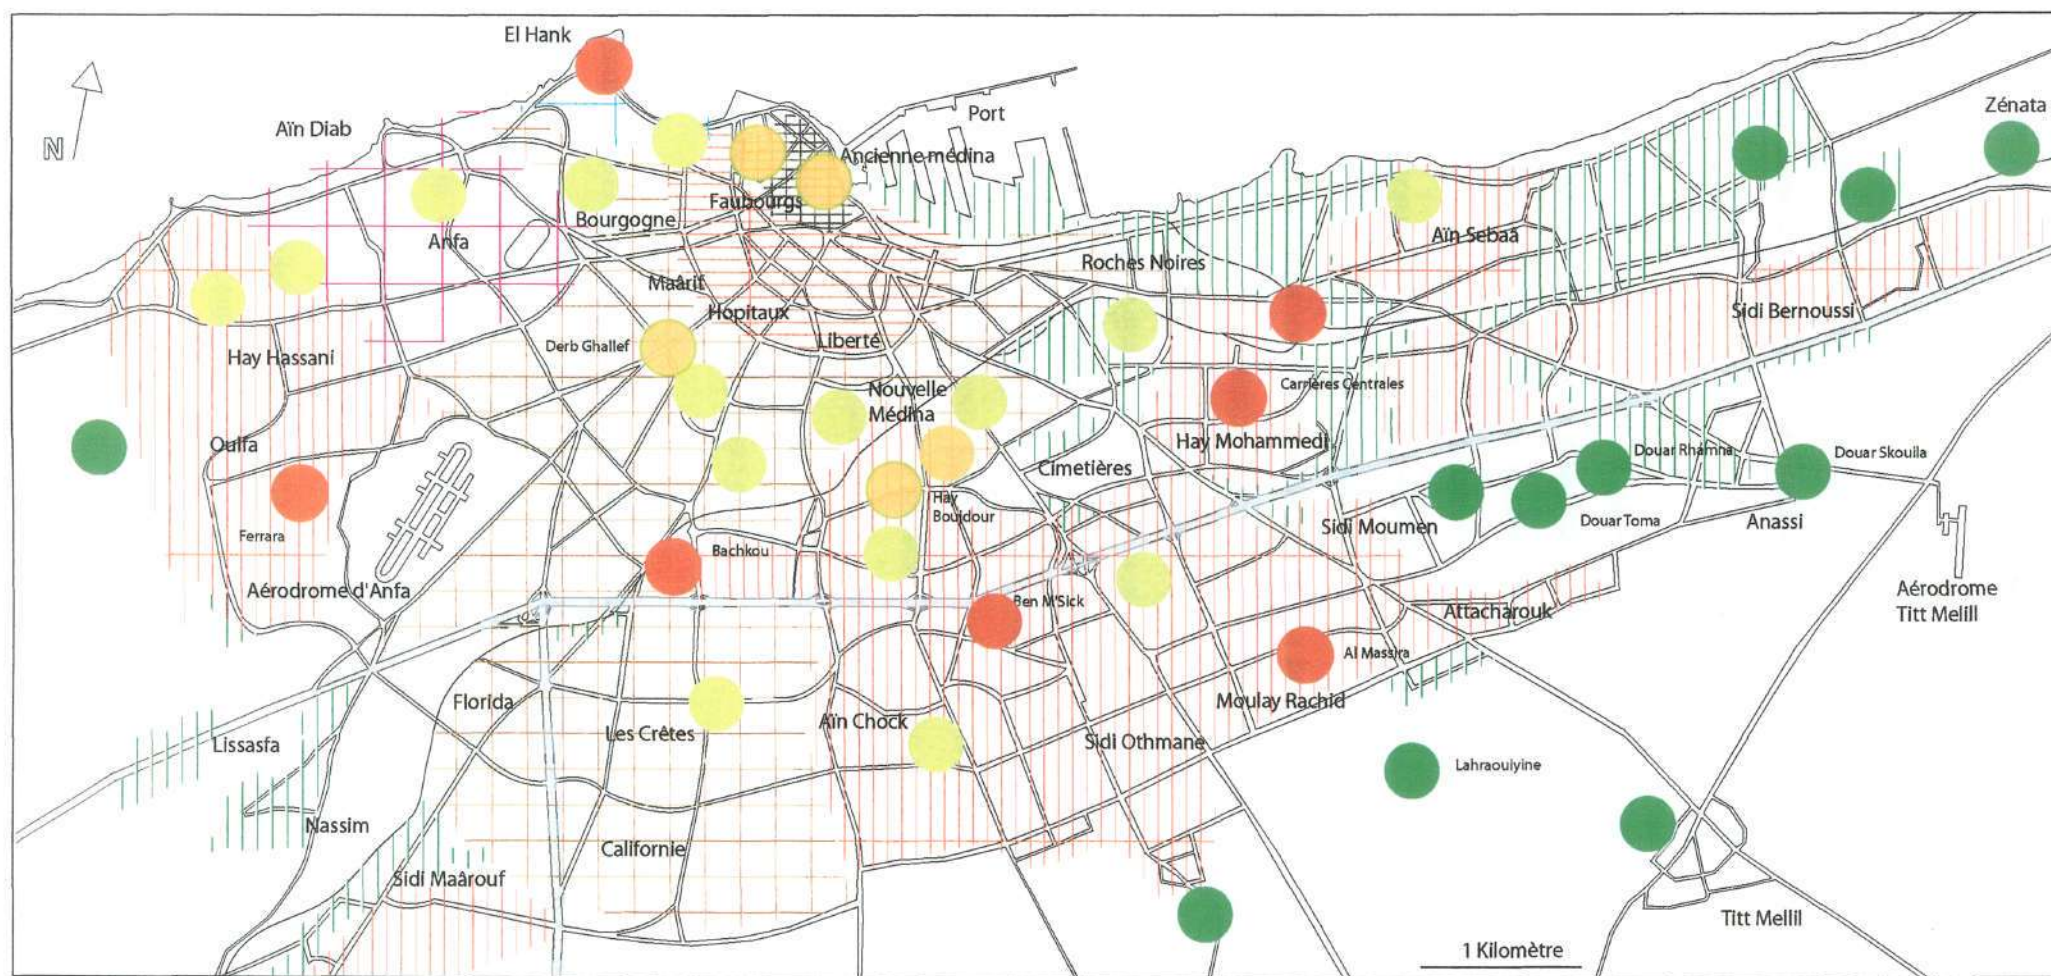 El Hank
Port
Zénata
Aïn Diab
N
Ancienne médina
Faubourgs
Bourgogne
Anfa
Aïn Sebaâ
Roches Noires
Maârif
Hopitaux
Sidi Bernoussi
Derb Ghallef
Liberté
Hay Hassani
Carrières Centrales
Nouvelle
Médina
Oulfa
Hay Mohammedi
Douar Rhamna
Douar Skouila
Cimetières
Hay
Boujdour
Sidi Moumen
Douar Toma
Anassi
Ferrara
Bachkou
Aérodrome d'Anfa
Aérodrome
Titt Melill
Ben M'Sick
Attacharouk
Al Massira
Florida
Moulay Rachid
Aïn Chock
Les Crêtes
Sidi Othmane
Lissasfa
Lahraouiyine
Nassim
Californie
Sidi Maârouf
Titt Mellil
1 Kilomètre